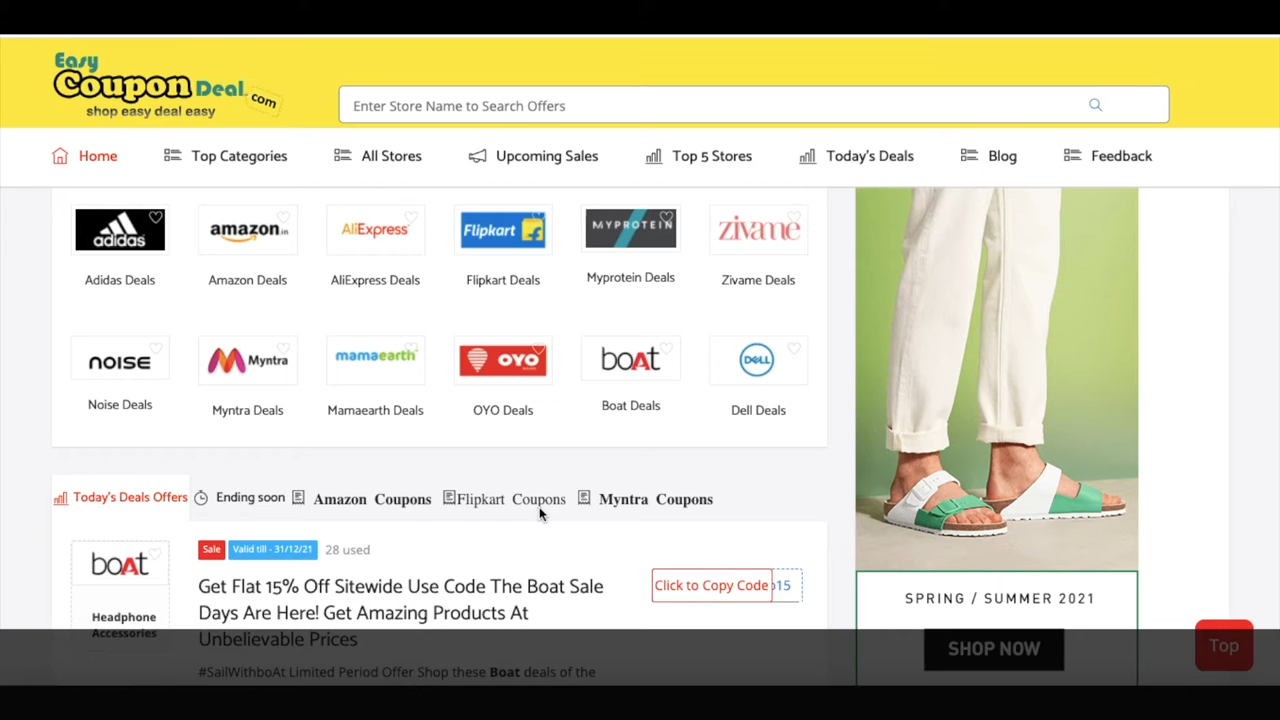 Easy
Coupon Deal.com
shop easy deal easy
Enter Store Name to Search Offers
Home Top Categories All Stores Upcoming Sales Top 5 Stores Today's Deals Blog Feedback
adidas amazon.in AliExpress Flipkart MYPROTEIN zivame
Adidas Deals Amazon Deals AliExpress Deals Flipkart Deals Myprotein Deals Zivame Deals
NOISE Myntra mamaearth OYO boAt DELL
Noise Deals Myntra Deals Mamaearth Deals OYO Deals Boat Deals Dell Deals
Today's Deals Offers Ending soon Amazon Coupons Flipkart Coupons Myntra Coupons
boAt
Headphone
Accessories
Sale Valid till - 31/12/21 28 used
Get Flat 15% Off Sitewide Use Code The Boat Sale
Days Are Here! Get Amazing Products At
Unbelievable Prices
#SailWithboAt Limited Period Offer Shop these Boat deals of the
Click to Copy Code 15
SPRING / SUMMER 2021
SHOP NOW
Top